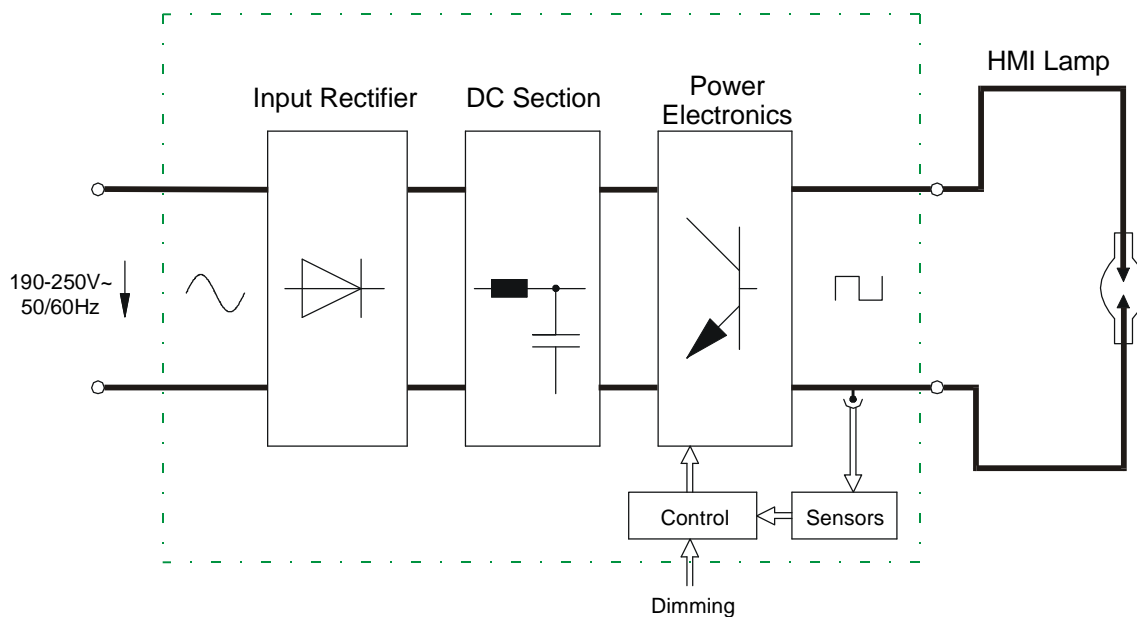 HMI Lamp
Input Rectifier
DC Section
Power
Electronics
190-250V~
50/60Hz
Control
Sensors
Dimming